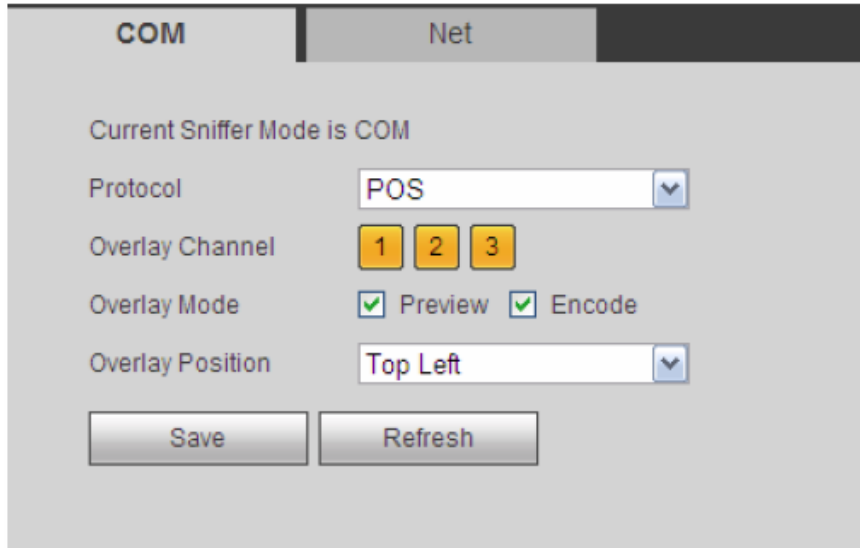 COM Net
Current Sniffer Mode is COM
Protocol POS
Overlay Channel 1 2 3
Overlay Mode Preview Encode
Overlay Position Top Left
Save Refresh